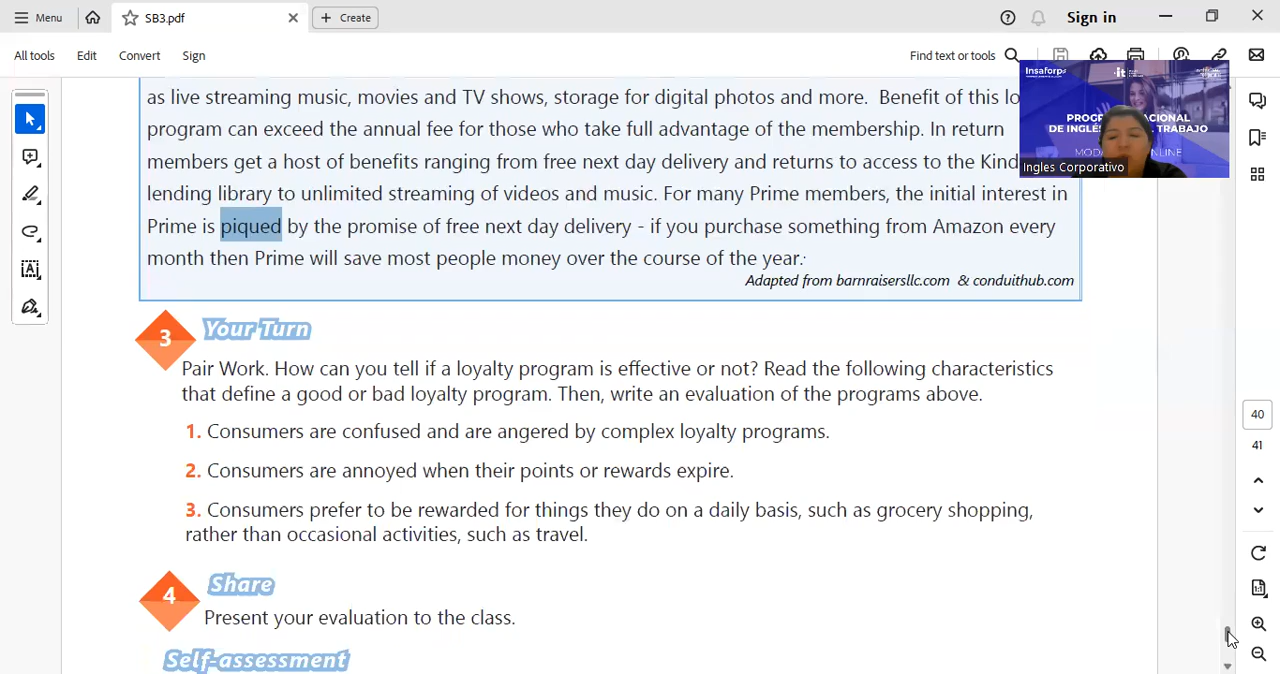 Menu
SB3.pdf
Create
Sign in
All tools Edit Convert Sign
Find text or tools
as live streaming music, movies and TV shows, storage for digital photos and more. Benefit of this lo
program can exceed the annual fee for those who take full advantage of the membership. In return
members get a host of benefits ranging from free next day delivery and returns to access to the Kind
lending library to unlimited streaming of videos and music. For many Prime members, the initial interest in
Prime is piqued by the promise of free next day delivery - if you purchase something from Amazon every
month then Prime will save most people money over the course of the year.
Adapted from barnraisersllc.com & conduithub.com
Insaforp
it
PROG ACIONAL
DE INGLÉS L TRABAJO
MODA NLINE
Ingles Corporativo
3 Your Turn
Pair Work. How can you tell if a loyalty program is effective or not? Read the following characteristics
that define a good or bad loyalty program. Then, write an evaluation of the programs above.
1. Consumers are confused and are angered by complex loyalty programs.
2. Consumers are annoyed when their points or rewards expire.
3. Consumers prefer to be rewarded for things they do on a daily basis, such as grocery shopping,
rather than occasional activities, such as travel.
4 Share
Present your evaluation to the class.
Self-assessment
40
41